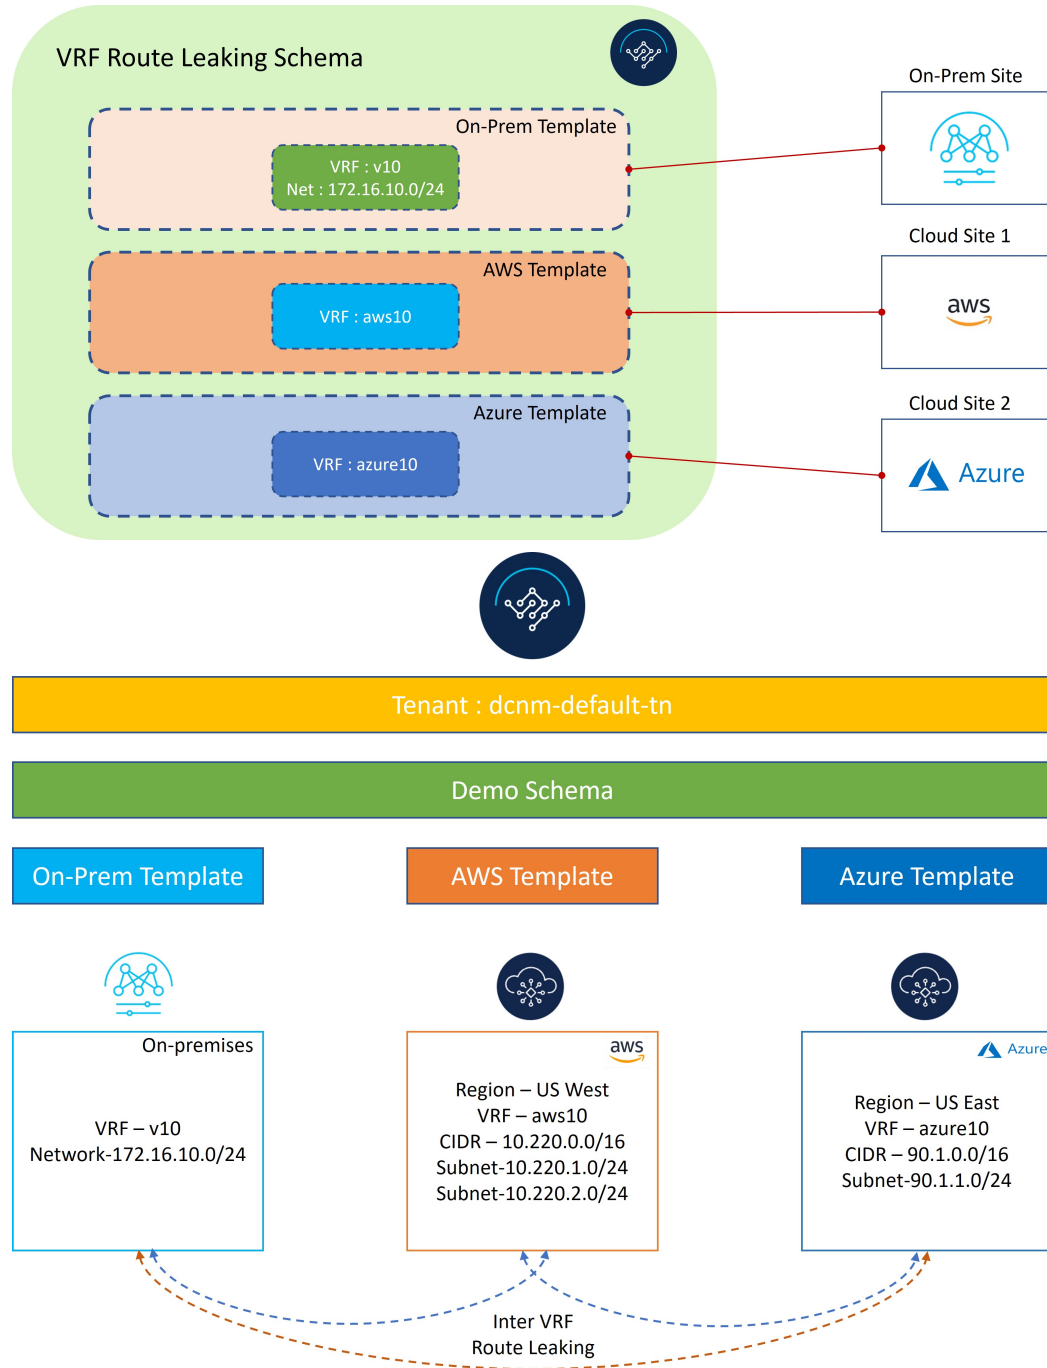 VRF Route Leaking Schema
On-Prem Template
VRF : v10
Net : 172.16.10.0/24
AWS Template
VRF : aws10
Azure Template
VRF : azure10
On-Prem Site
Cloud Site 1
aws
Cloud Site 2
Azure
Tenant : dcnm-default-tn
Demo Schema
On-Prem Template
AWS Template
Azure Template
On-premises
VRF – v10
Network-172.16.10.0/24
aws
Region – US West
VRF – aws10
CIDR – 10.220.0.0/16
Subnet-10.220.1.0/24
Subnet-10.220.2.0/24
Azure
Region – US East
VRF – azure10
CIDR – 90.1.0.0/16
Subnet-90.1.1.0/24
Inter VRF
Route Leaking